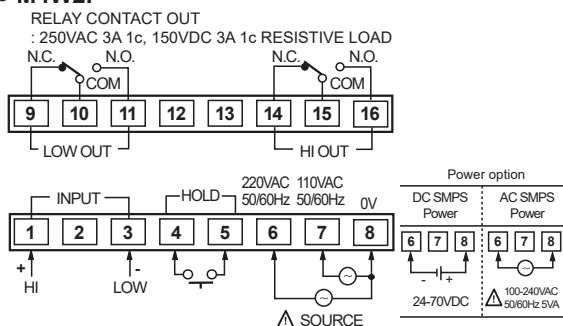 RELAY CONTACT OUT
: 250VAC 3A 1c, 150VDC 3A 1c RESISTIVE LOAD
N.C. N.O. N.C. N.O.
COM COM
9 10 11 12 13 14 15 16
LOW OUT HI OUT
INPUT HOLD 220VAC 50/60Hz 110VAC 50/60Hz 0V
1 2 3 4 5 6 7 8
+ -
HI LOW
SOURCE
Power option
DC SMPS Power AC SMPS Power
6 7 8 6 7 8
- +
24-70VDC 100-240VAC 50/60Hz 5VA